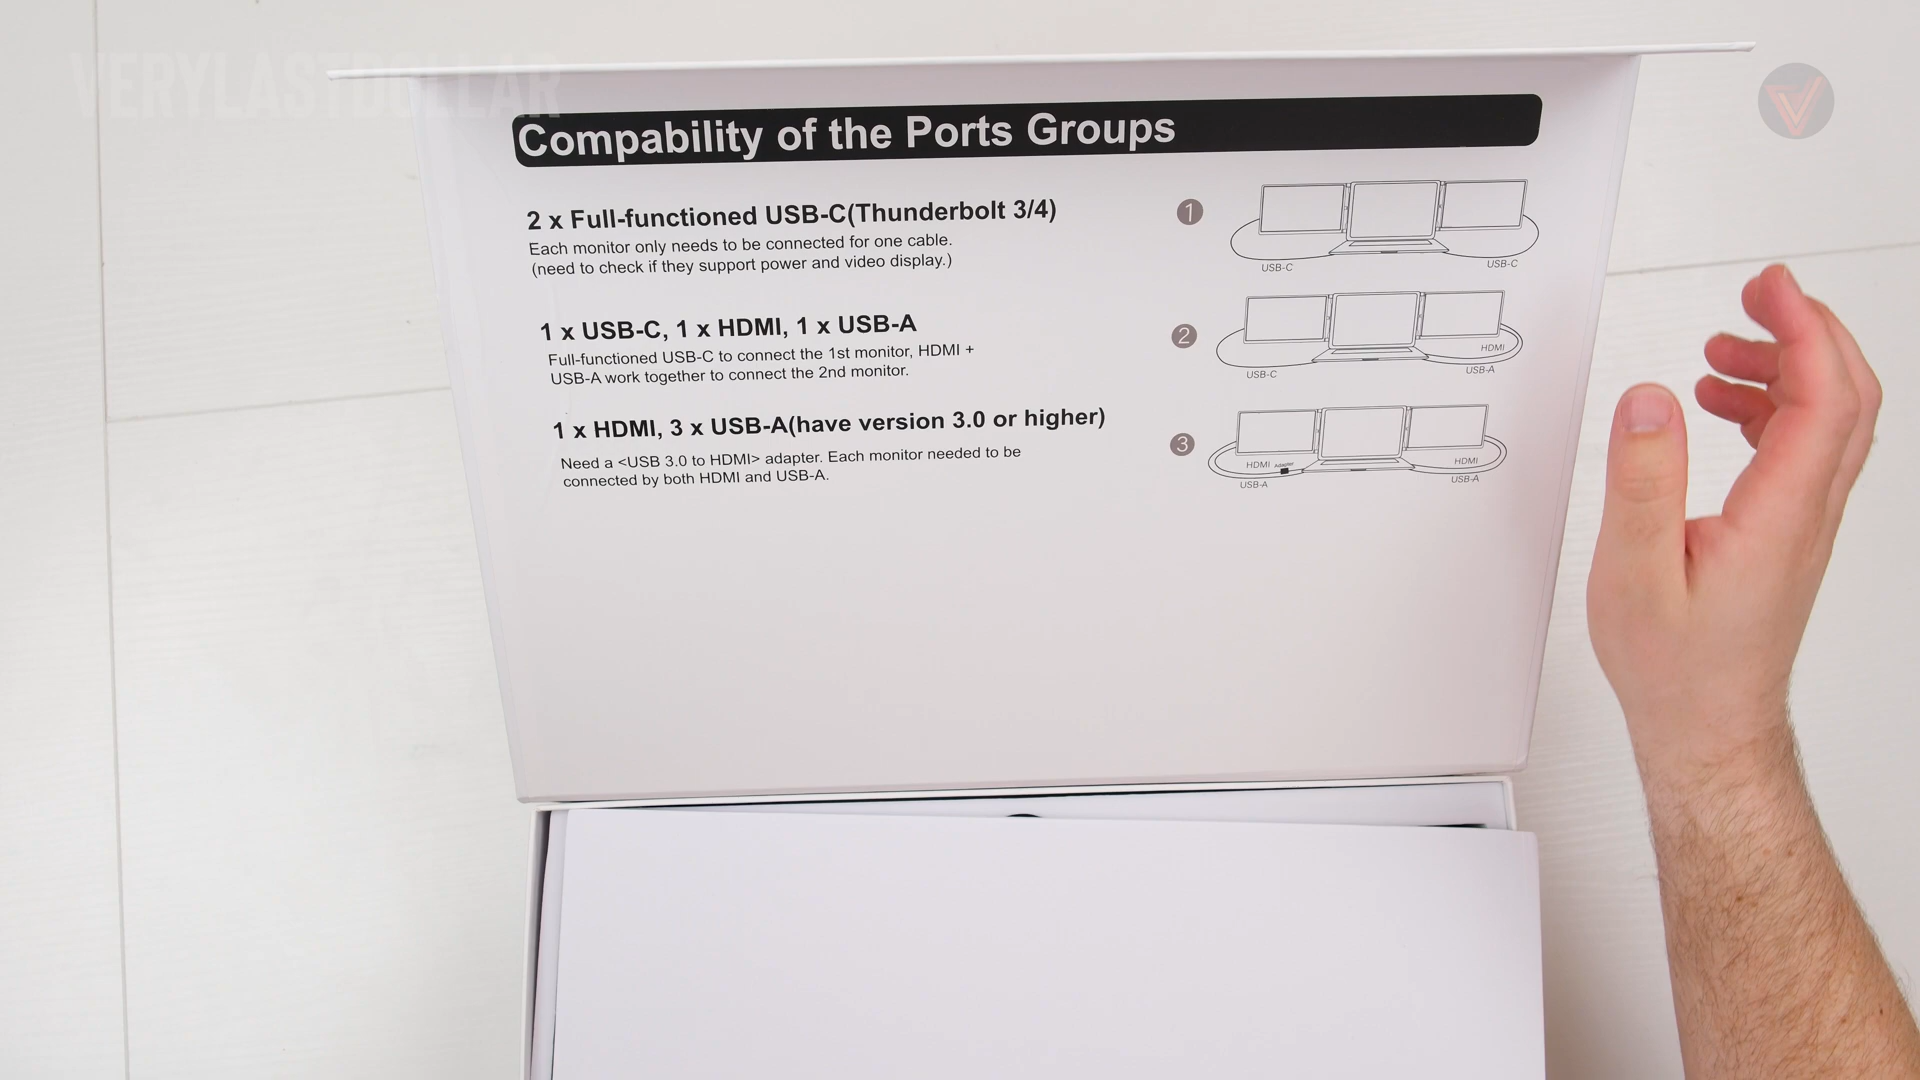 VERYLASTDOLLAR
Compability of the Ports Groups
2 x Full-functioned USB-C(Thunderbolt 3/4)
Each monitor only needs to be connected for one cable.
(need to check if they support power and video display.)
1
USB-C
USB-C
1 x USB-C, 1 x HDMI, 1 x USB-A
Full-functioned USB-C to connect the 1st monitor, HDMI +
USB-A work together to connect the 2nd monitor.
2
HDMI
USB-C
USB-A
1 x HDMI, 3 x USB-A(have version 3.0 or higher)
Need a <USB 3.0 to HDMI> adapter. Each monitor needed to be
connected by both HDMI and USB-A.
3
HDMI Adapter
HDMI
USB-A
USB-A